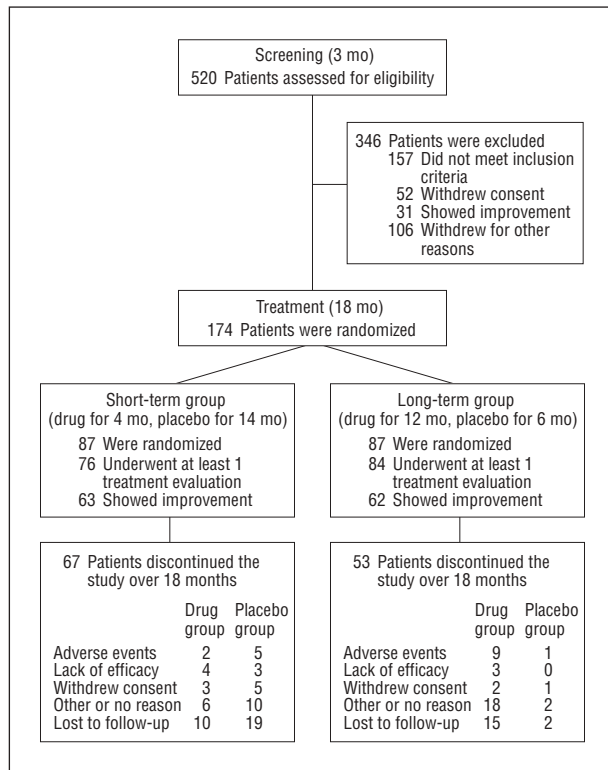 Screening (3 mo)
520 Patients assessed for eligibility
346 Patients were excluded
157 Did not meet inclusion
criteria
52 Withdrew consent
31 Showed improvement
106 Withdrew for other
reasons
Treatment (18 mo)
174 Patients were randomized
Short-term group
(drug for 4 mo, placebo for 14 mo)
87 Were randomized
76 Underwent at least 1
treatment evaluation
63 Showed improvement
Long-term group
(drug for 12 mo, placebo for 6 mo)
87 Were randomized
84 Underwent at least 1
treatment evaluation
62 Showed improvement
67 Patients discontinued the
study over 18 months
Drug Placebo
group group
Adverse events 2 5
Lack of efficacy 4 3
Withdrew consent 3 5
Other or no reason 6 10
Lost to follow-up 10 19
53 Patients discontinued the
study over 18 months
Drug Placebo
group group
Adverse events 9 1
Lack of efficacy 3 0
Withdrew consent 2 1
Other or no reason 18 2
Lost to follow-up 15 2